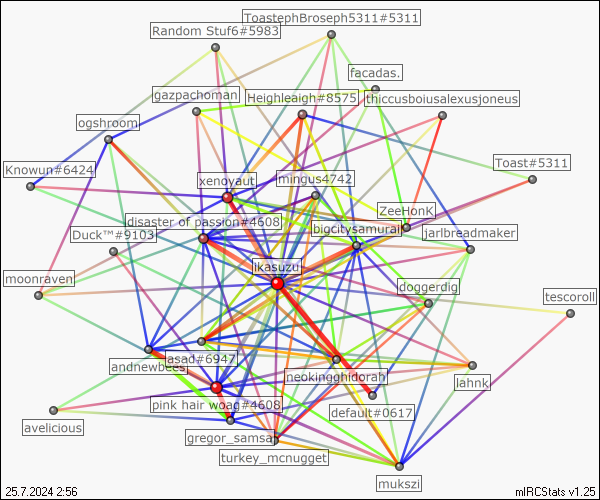 ToastephBroseph5311#5311
Random Stuf6#5983
facadas.
gazpachoman
Heighleaigh#8575
thiccusboiusalexusjoneus
ogshroom
Knowun#6424
Toast#5311
xenoyaut
mingus4742
ZeeHonk
disaster of passion#4608
bigcitysamurai
jarlbreadmaker
Duck™#9103
ikasuzu
moonraven
doggerdig
tescoroll
asad#6947
andnewbees
neokingghidorah
lahnk
pink hair woag#4608
default#0617
avelicious
gregor_samsa
turkey_mcnugget
mukszi
25.7.2024 2:56
mIRCStats v1.25